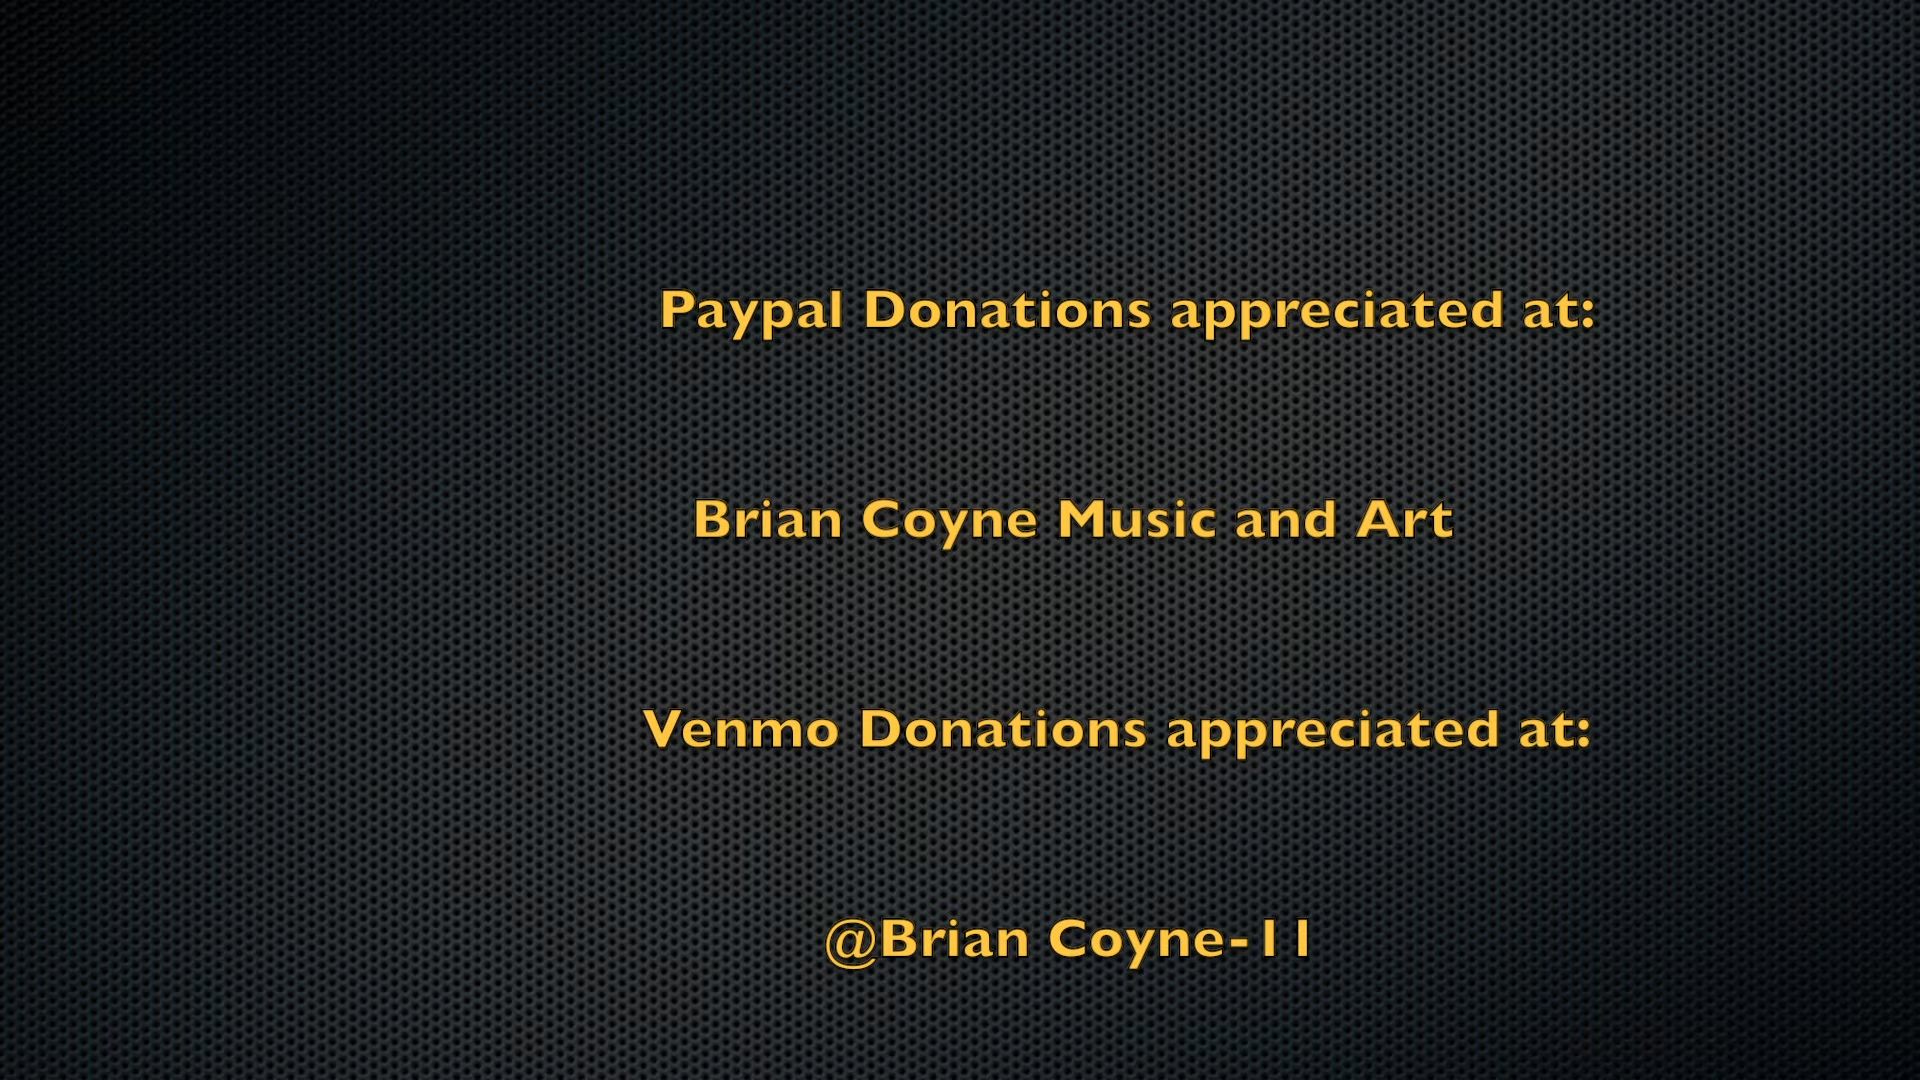 Paypal Donations appreciated at:
Brian Coyne Music and Art
Venmo Donations appreciated at:
@Brian Coyne-11